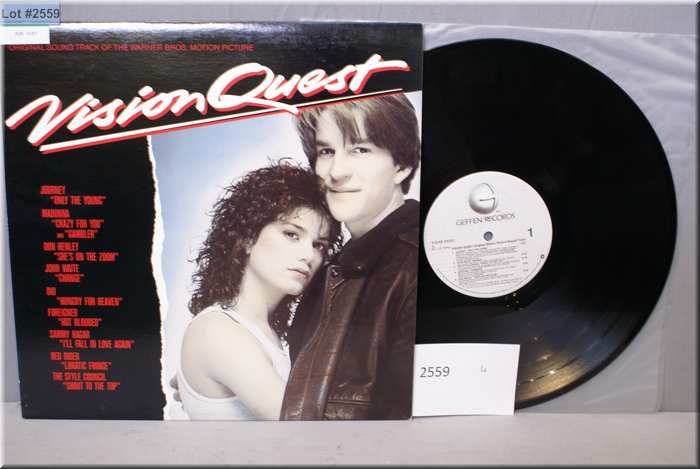 Lot #2559
ORIGINAL SOUND TRACK OF THE WARNER BROS. MOTION PICTURE
Vision Quest
JOURNEY
"ONLY THE YOUNG"
MADONNA
"CRAZY FOR YOU"
AND "GAMBLER"
DON HENLEY
"SHE'S ON THE ZOOM"
JOHN WAITE
"CHANGE"
DIO
"HUNGRY FOR HEAVEN"
FOREIGNER
"HOT BLOODED"
SAMMY HAGAR
"I'LL FALL IN LOVE AGAIN"
RED RIDER
"LUNATIC FRINGE"
THE STYLE COUNCIL
"SHOUT TO THE TOP"
G
GEFFEN RECORDS
1
2559